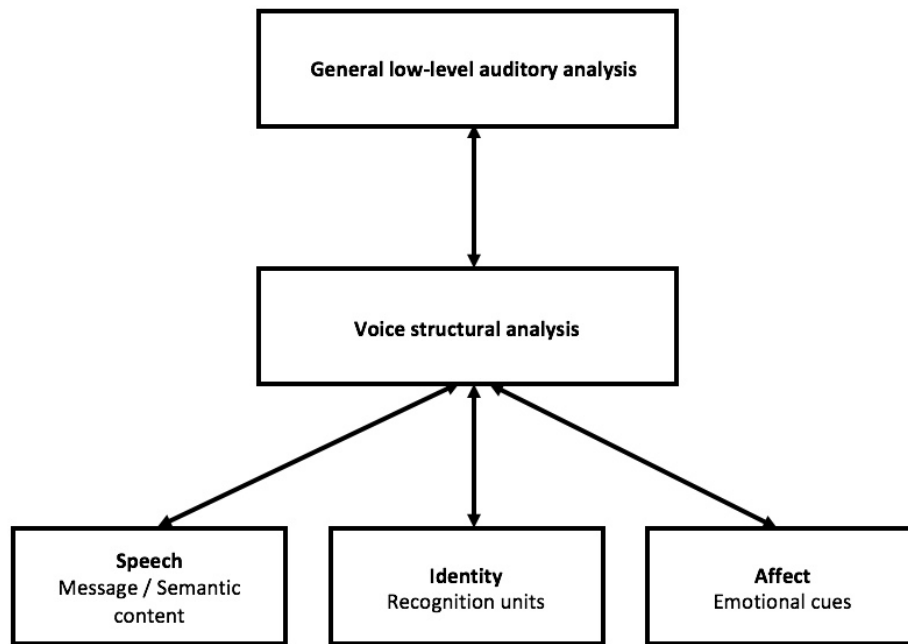 General low-level auditory analysis
Voice structural analysis
Speech
Message / Semantic
content
Identity
Recognition units
Affect
Emotional cues